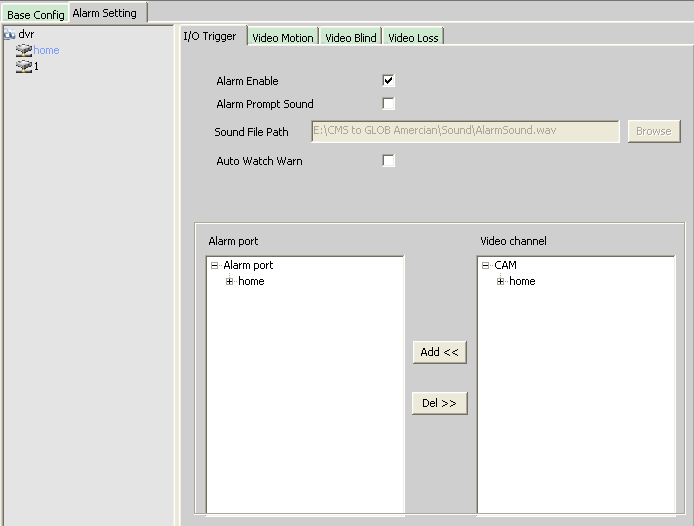 Base Config Alarm Setting
dvr
home
1
I/O Trigger Video Motion Video Blind Video Loss
Alarm Enable
Alarm Prompt Sound
Sound File Path E:\CMS to GLOB Amercian\Sound\AlarmSound.wav Browse
Auto Watch Warn
Alarm port Video channel
Alarm port CAM
home home
Add <<
Del >>